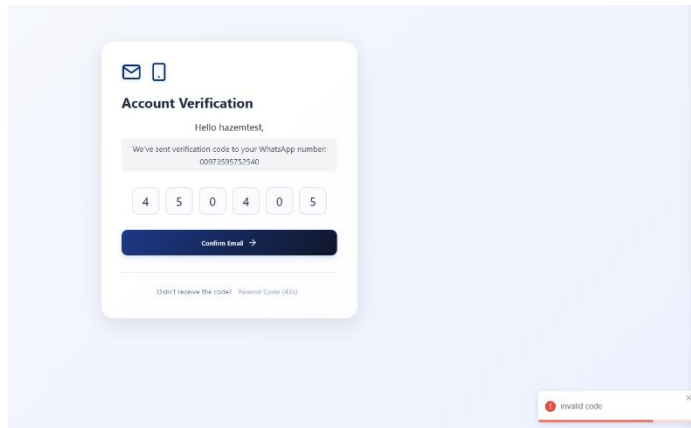 Account Verification
Hello hazemtest,
We've sent verification code to your WhatsApp number:
00973595752540
4 5 0 4 0 5
Confirm Email →
Didn't receive the code? Resend Code (48s)
invalid code